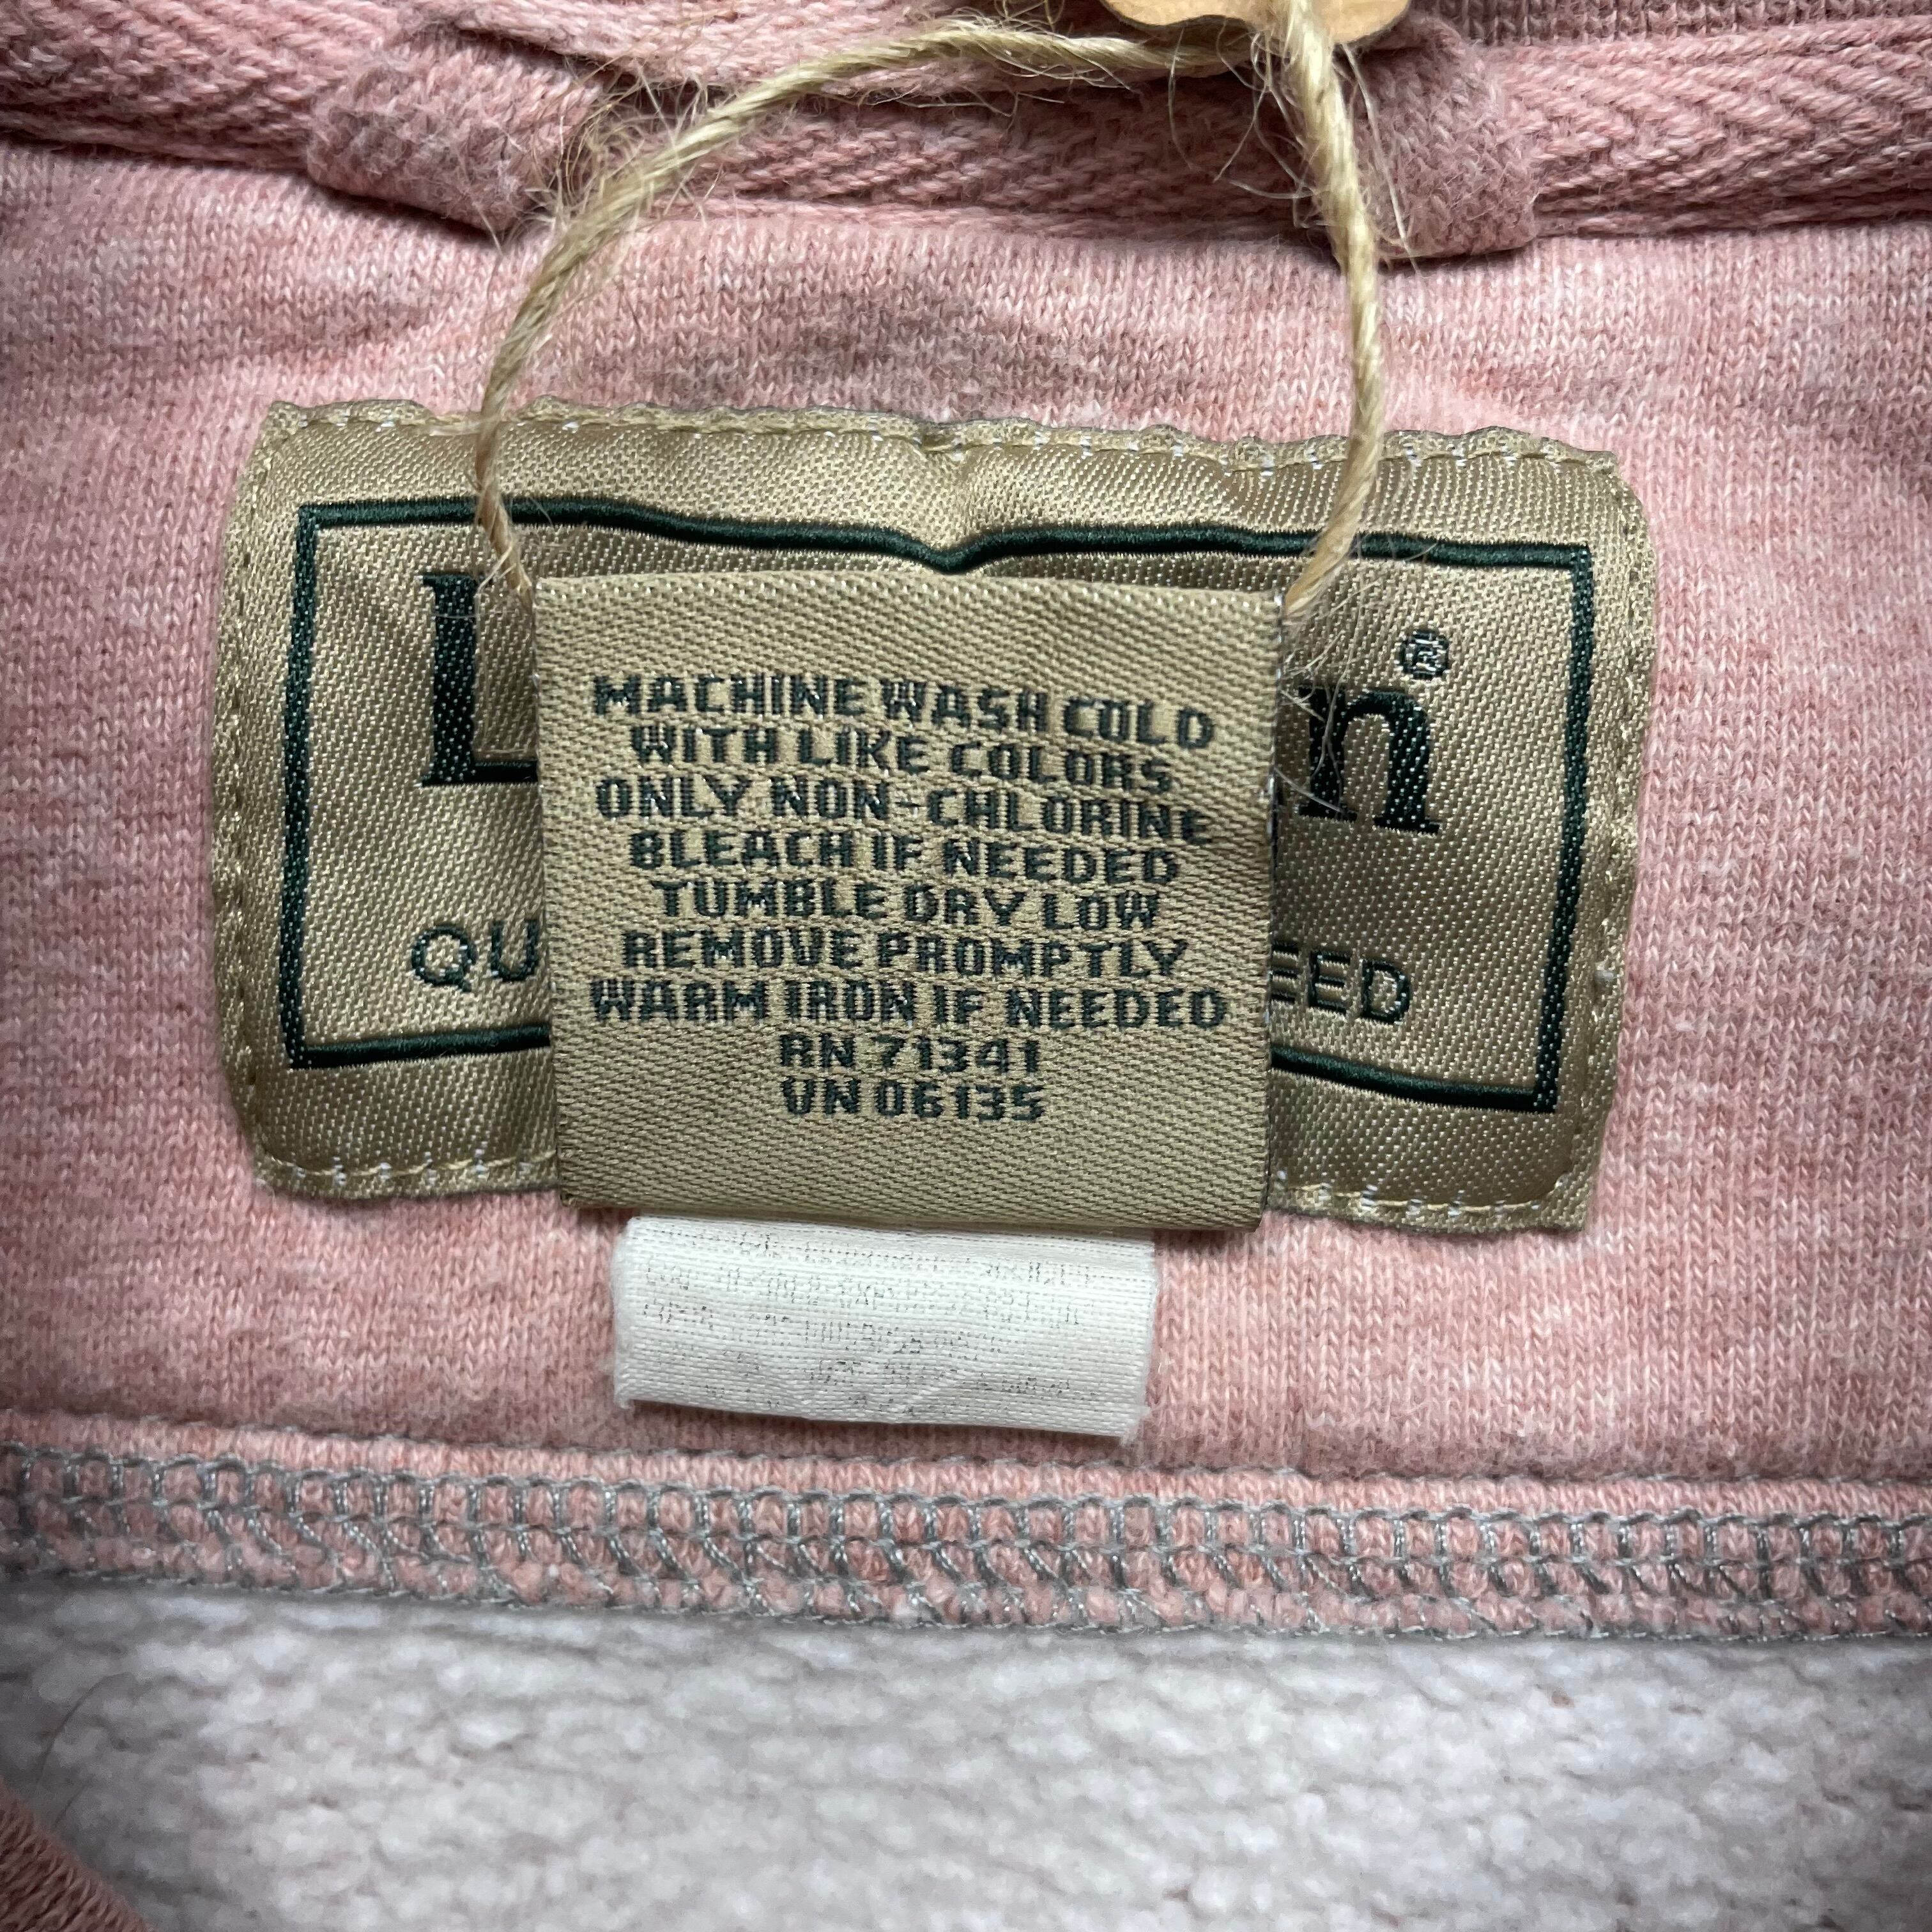 L
n®
QU
EED
MACHINE WASH COLD
WITH LIKE COLORS
ONLY NON-CHLORINE
BLEACH IF NEEDED
TUMBLE DRY LOW
REMOVE PROMPTLY
WARM IRON IF NEEDED
RN 71341
VN 06135